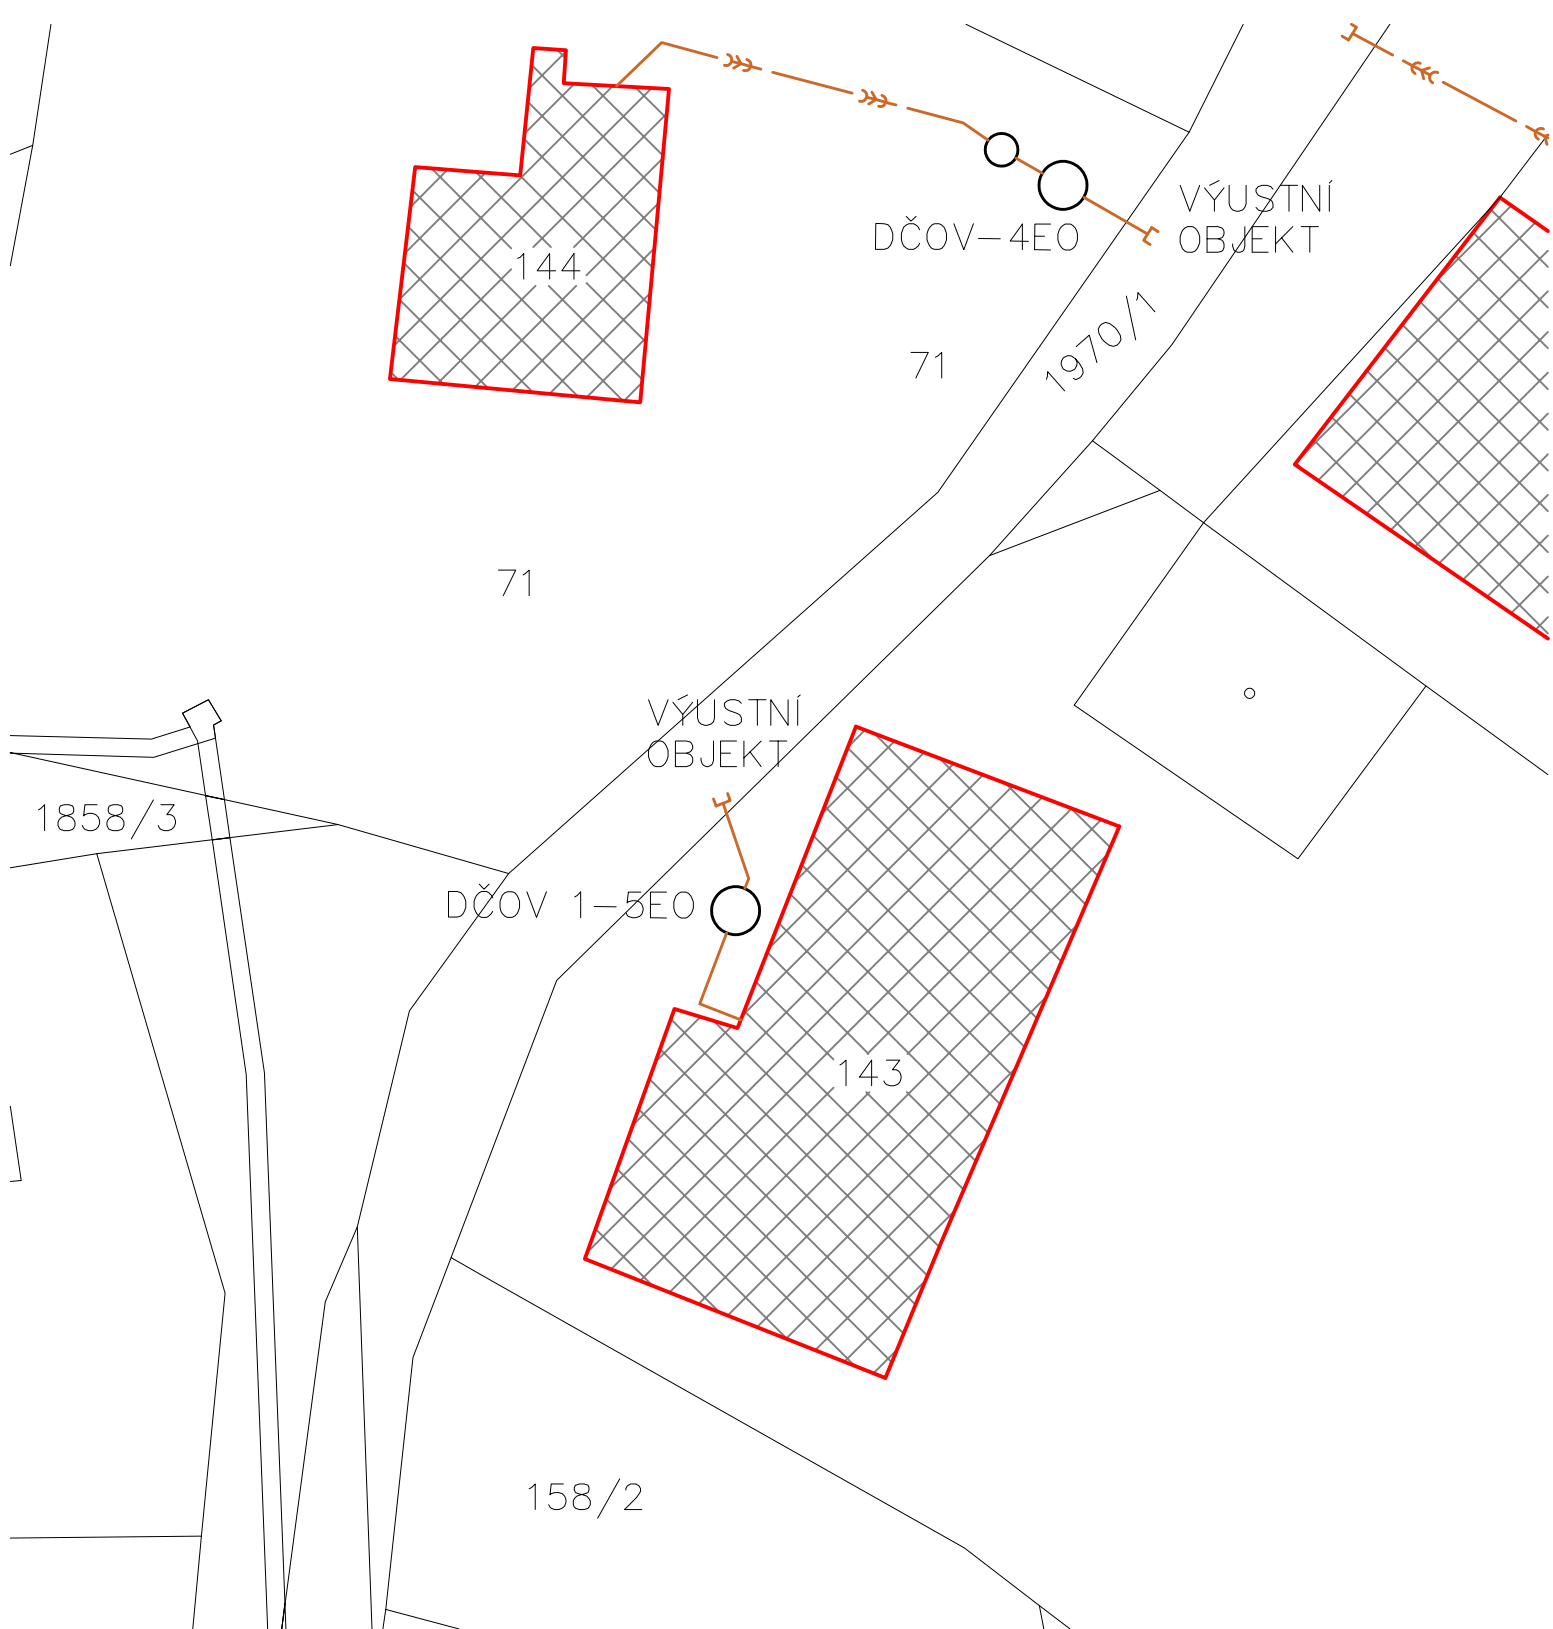 VÝUSTNÍ
OBJEKT
DČOV-4EO
144
1970/1
71
71
VÝUSTNÍ
OBJEKT
1858/3
DČOV 1-5EO
143
158/2